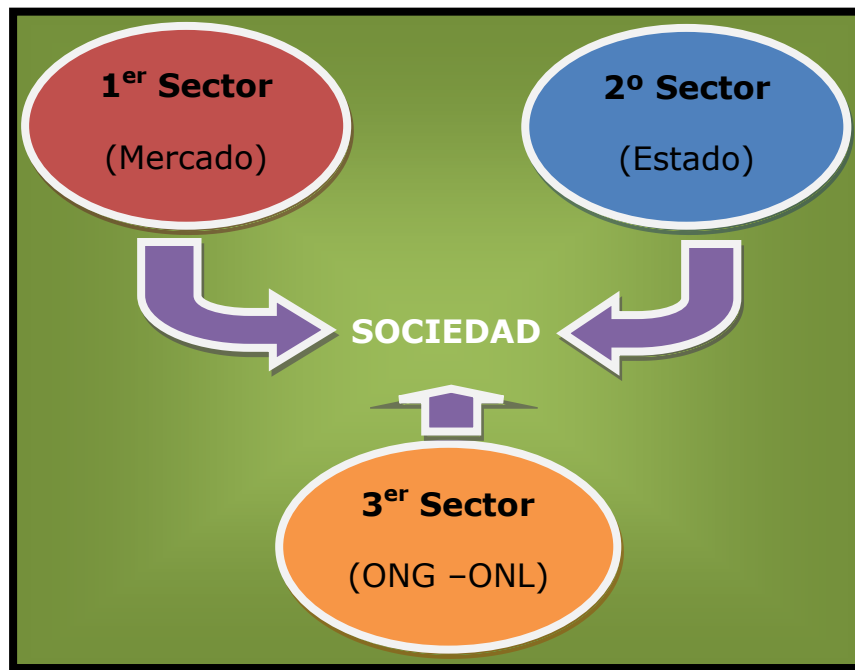 1er Sector
(Mercado)
2º Sector
(Estado)
SOCIEDAD
3er Sector
(ONG –ONL)